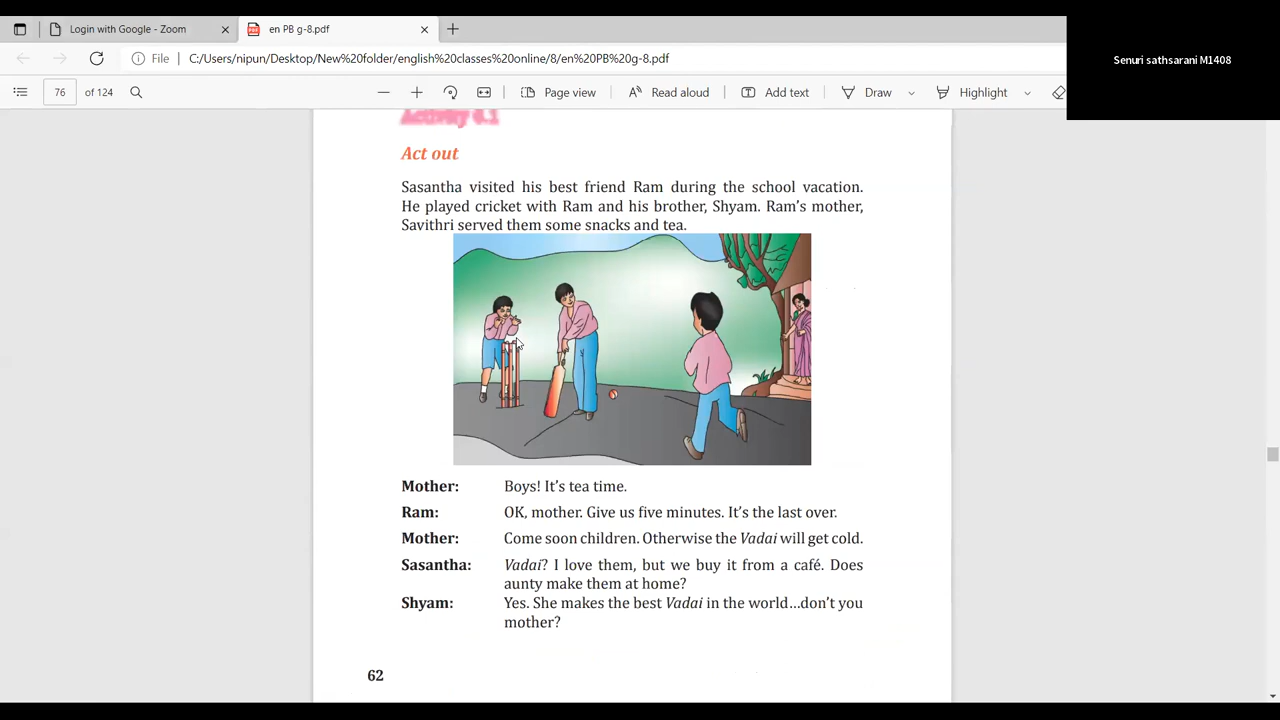 Login with Google - Zoom
en PB g-8.pdf
File
C:/Users/nipun/Desktop/New%20folder/english%20classes%20online/8/en%20PB%20g-8.pdf
Senuri sathsarani M1408
76 of 124
Page view
Read aloud
Add text
Draw
Highlight
Activity 4.1
Act out
Sasantha visited his best friend Ram during the school vacation.
He played cricket with Ram and his brother, Shyam. Ram's mother,
Savithri served them some snacks and tea.
Mother: Boys! It's tea time.
Ram: OK, mother. Give us five minutes. It's the last over.
Mother: Come soon children. Otherwise the Vadai will get cold.
Sasantha: Vadai? I love them, but we buy it from a café. Does
aunty make them at home?
Shyam: Yes. She makes the best Vadai in the world…don't you
mother?
62